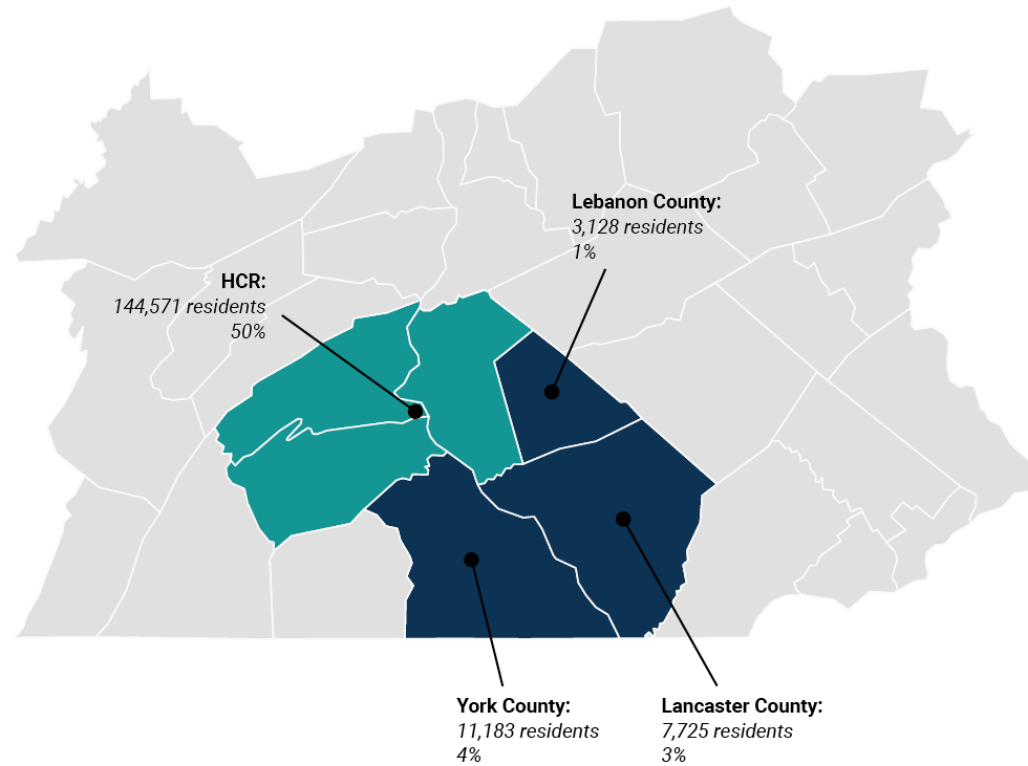 Lebanon County:
3,128 residents
1%
HCR:
144,571 residents
50%
York County:
11,183 residents
4%
Lancaster County:
7,725 residents
3%